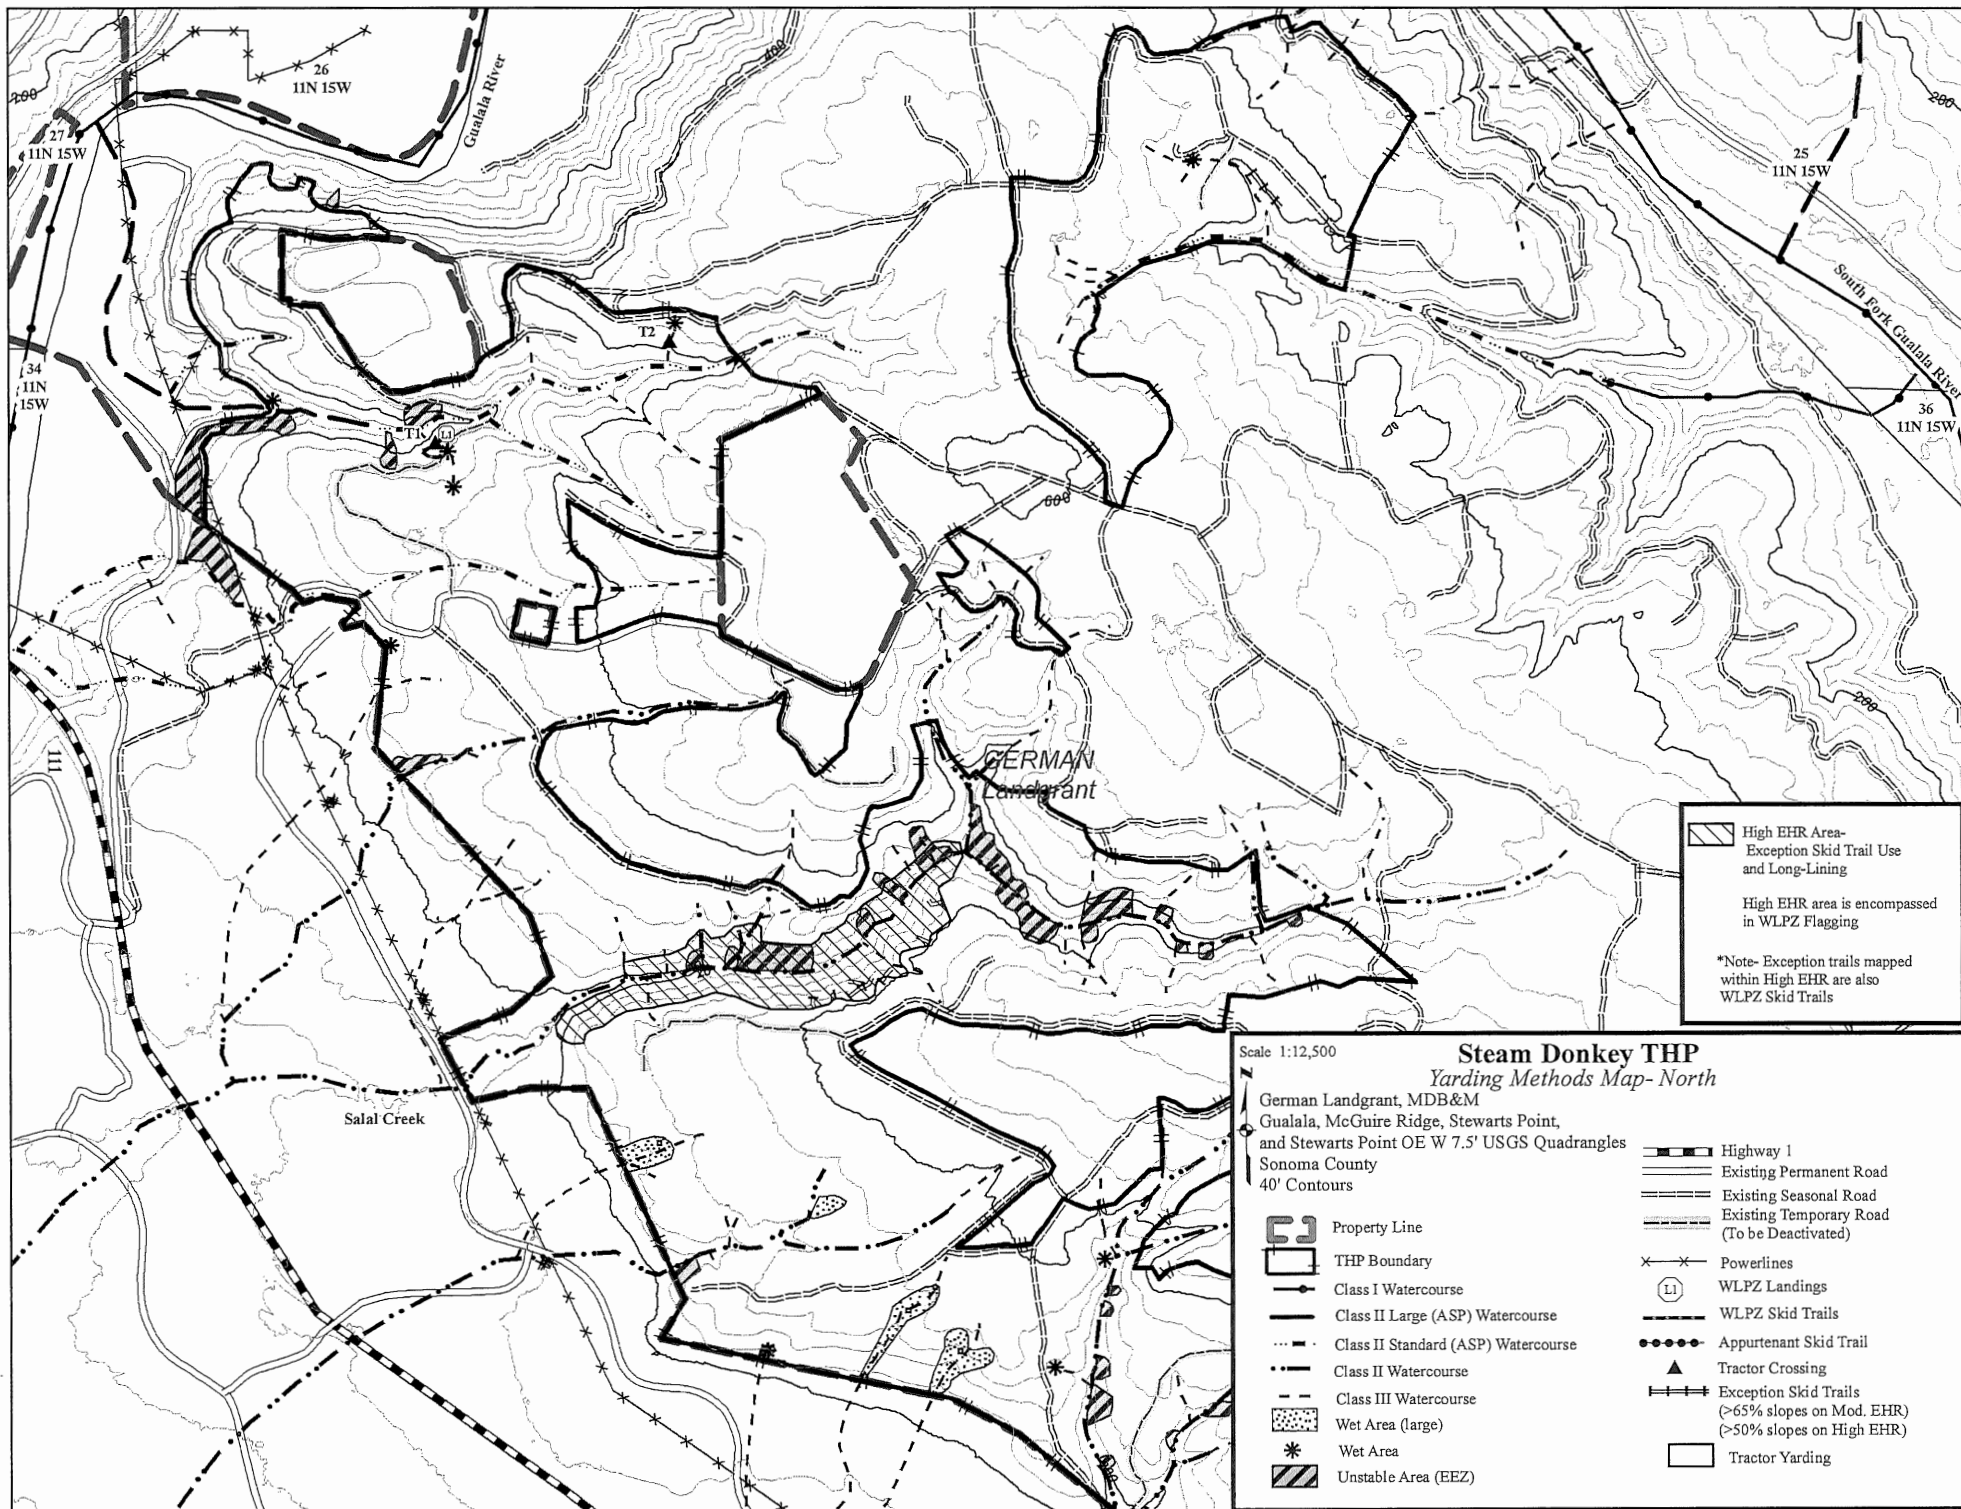 200
26
11N 15W
Gualala River
400
27
11N 15W
25
11N 15W
200
34
11N
15W
T2
South Fork Gualala River
36
11N 15W
T1
L1
600
200
111
GERMAN
Landgrant
Salal Creek
High EHR Area-
Exception Skid Trail Use
and Long-Lining
High EHR area is encompassed
in WLPZ Flagging
*Note- Exception trails mapped
within High EHR are also
WLPZ Skid Trails
Scale 1:12,500
Steam Donkey THP
Yarding Methods Map- North
N
German Landgrant, MDB&M
Gualala, McGuire Ridge, Stewarts Point,
and Stewarts Point OE W 7.5' USGS Quadrangles
Sonoma County
40' Contours
Property Line
THP Boundary
Class I Watercourse
Class II Large (ASP) Watercourse
Class II Standard (ASP) Watercourse
Class II Watercourse
Class III Watercourse
Wet Area (large)
Wet Area
Unstable Area (EEZ)
Highway 1
Existing Permanent Road
Existing Seasonal Road
Existing Temporary Road
(To be Deactivated)
Powerlines
L1 WLPZ Landings
WLPZ Skid Trails
Appurtenant Skid Trail
Tractor Crossing
Exception Skid Trails
(>65% slopes on Mod. EHR)
(>50% slopes on High EHR)
Tractor Yarding